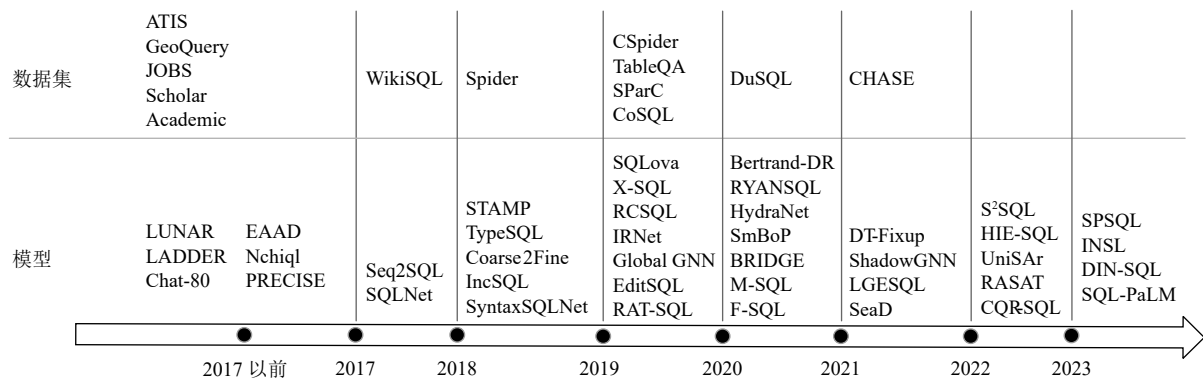 数据集
ATIS
GeoQuery
JOBS
Scholar
Academic
WikiSQL
Spider
CSpider
TableQA
SParC
CoSQL
DuSQL
CHASE
模型
LUNAR
LADDER
Chat-80
EAAD
Nchiql
PRECISE
Seq2SQL
SQLNet
STAMP
TypeSQL
Coarse2Fine
IncSQL
SyntaxSQLNet
SQLova
X-SQL
RCSQL
IRNet
Global GNN
EditSQL
RAT-SQL
Bertrand-DR
RYANSQL
HydraNet
SmBoP
BRIDGE
M-SQL
F-SQL
DT-Fixup
ShadowGNN
LGESQL
SeaD
S²SQL
HIE-SQL
UniSAr
RASAT
CQR-SQL
SPSQL
INSL
DIN-SQL
SQL-PaLM
2017 以前
2017
2018
2019
2020
2021
2022
2023